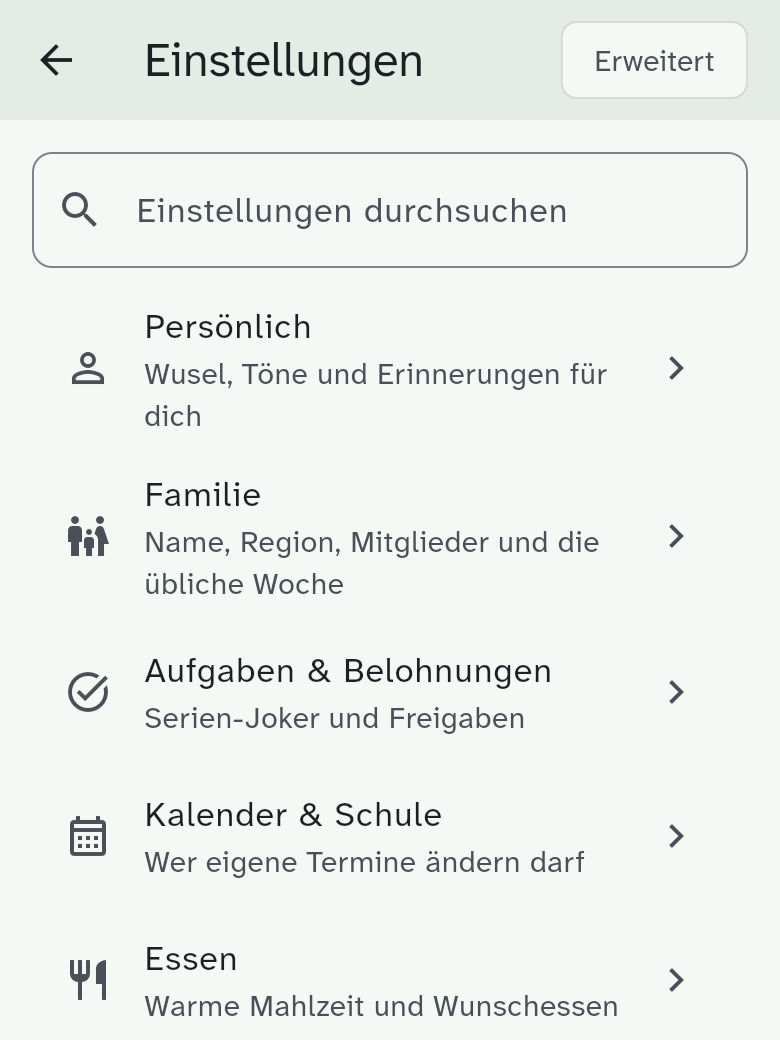 Einstellungen
Erweitert
Einstellungen durchsuchen
Persönlich
Wusel, Töne und Erinnerungen für
dich
Familie
Name, Region, Mitglieder und die
übliche Woche
Aufgaben & Belohnungen
Serien-Joker und Freigaben
Kalender & Schule
Wer eigene Termine ändern darf
Essen
Warme Mahlzeit und Wunschessen